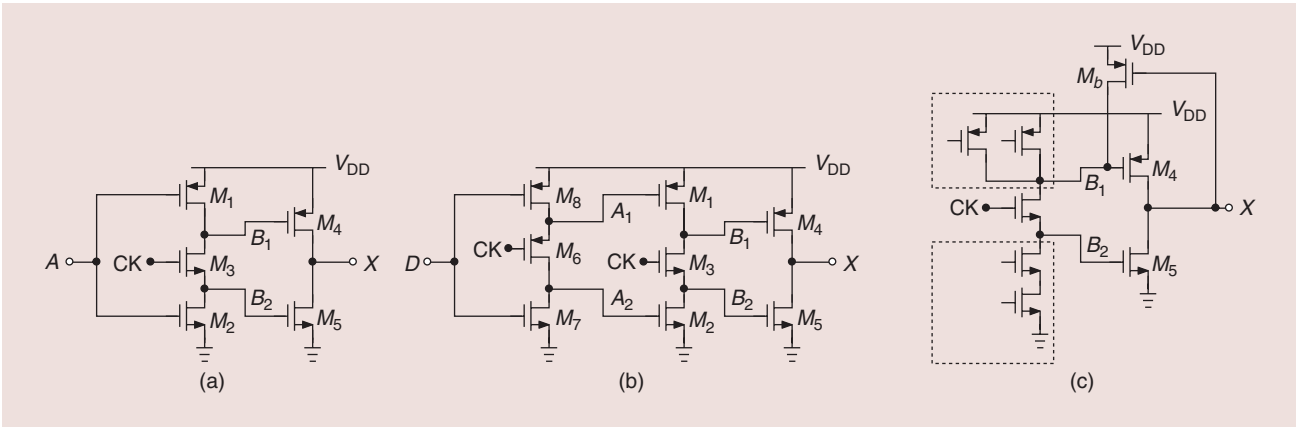 V_DD
M_1
M_4
B_1
A
CK
M_3
X
B_2
M_2
M_5
(a)
V_DD
M_8
A_1
M_1
M_4
B_1
D
CK
M_6
CK
M_3
X
A_2
B_2
M_7
M_2
M_5
(b)
V_DD
M_b
V_DD
M_4
B_1
CK
X
B_2
M_5
(c)